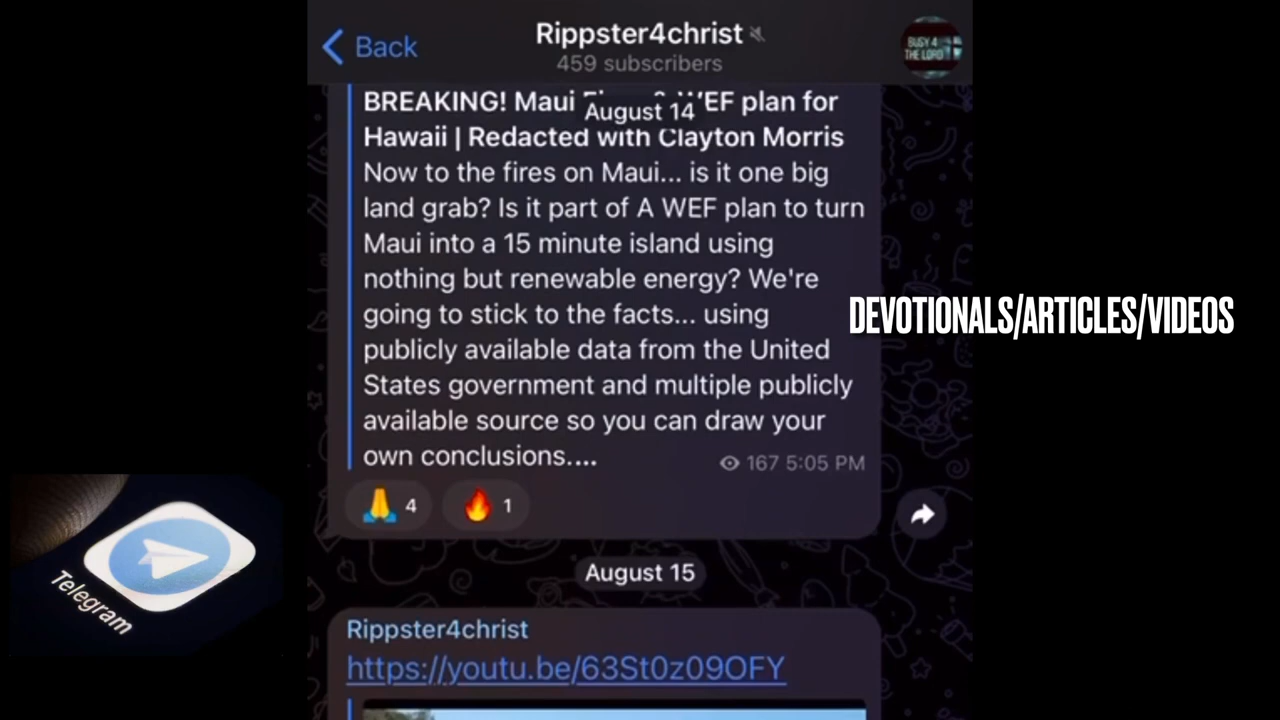 Back
Rippster4christ
459 subscribers
BUSY 4
THE LORD
BREAKING! Maui & WEF plan for
August 14
Hawaii | Redacted with Clayton Morris
Now to the fires on Maui... is it one big
land grab? Is it part of A WEF plan to turn
Maui into a 15 minute island using
nothing but renewable energy? We're
going to stick to the facts... using
publicly available data from the United
States government and multiple publicly
available source so you can draw your
own conclusions....
167 5:05 PM
🙏 4 🔥 1
DEVOTIONALS/ARTICLES/VIDEOS
Telegram
August 15
Rippster4christ
https://youtu.be/63St0z09OFY